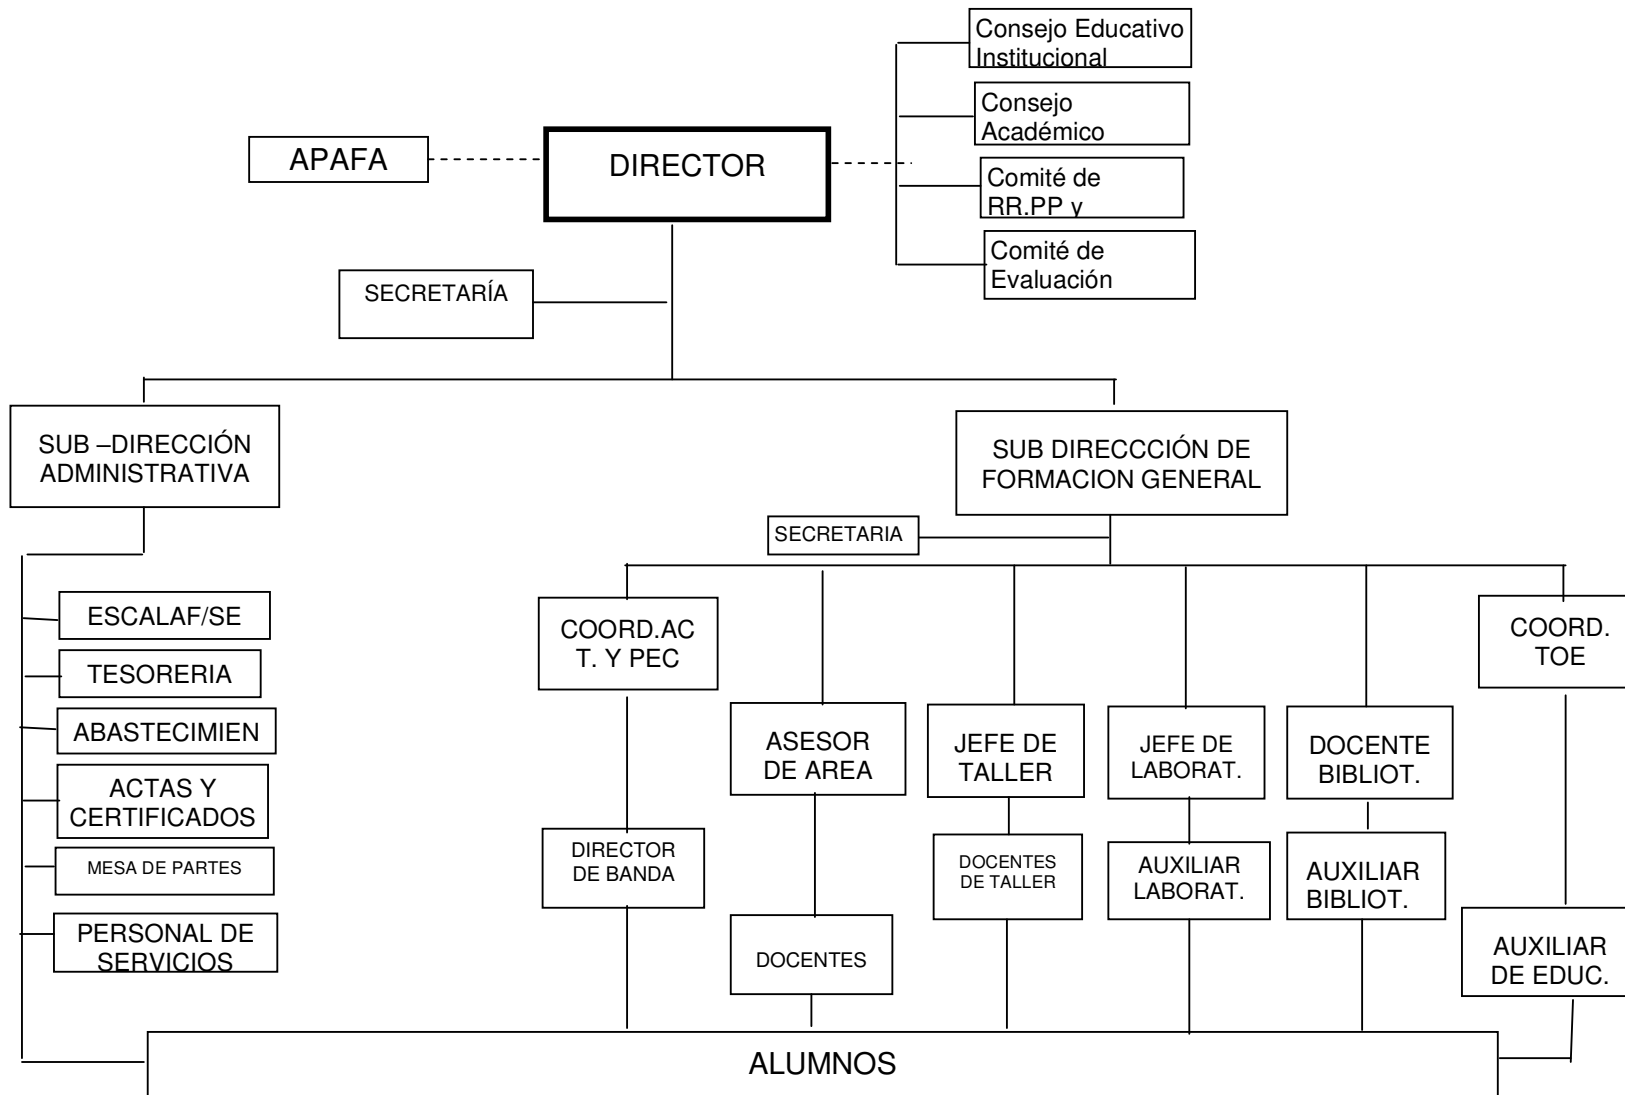 Consejo Educativo
Institucional
Consejo
Académico
APAFA
DIRECTOR
Comité de
RR.PP y
Comité de
Evaluación
SECRETARÍA
SUB –DIRECCIÓN
ADMINISTRATIVA
SUB DIRECCCIÓN DE
FORMACION GENERAL
SECRETARIA
ESCALAF/SE
TESORERIA
ABASTECIMIEN
ACTAS Y
CERTIFICADOS
MESA DE PARTES
PERSONAL DE
SERVICIOS
COORD.AC
T. Y PEC
COORD.
TOE
ASESOR
DE AREA
JEFE DE
TALLER
JEFE DE
LABORAT.
DOCENTE
BIBLIOT.
DIRECTOR
DE BANDA
DOCENTES
DE TALLER
AUXILIAR
LABORAT.
AUXILIAR
BIBLIOT.
DOCENTES
AUXILIAR
DE EDUC.
ALUMNOS